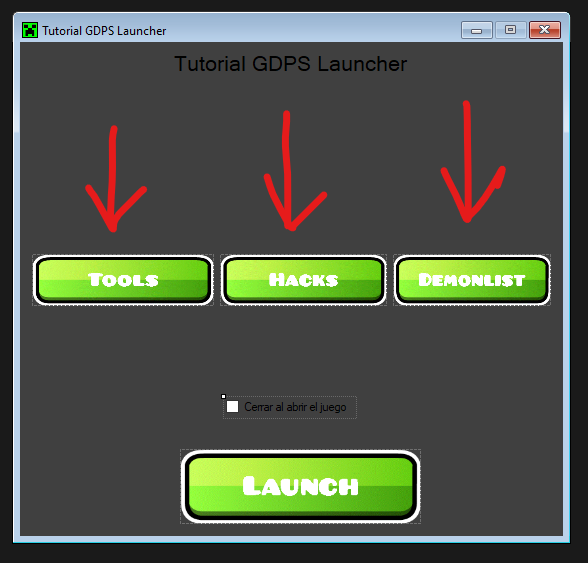 Tutorial GDPS Launcher
Tutorial GDPS Launcher
Tools Hacks Demonlist
Cerrar al abrir el juego
Launch